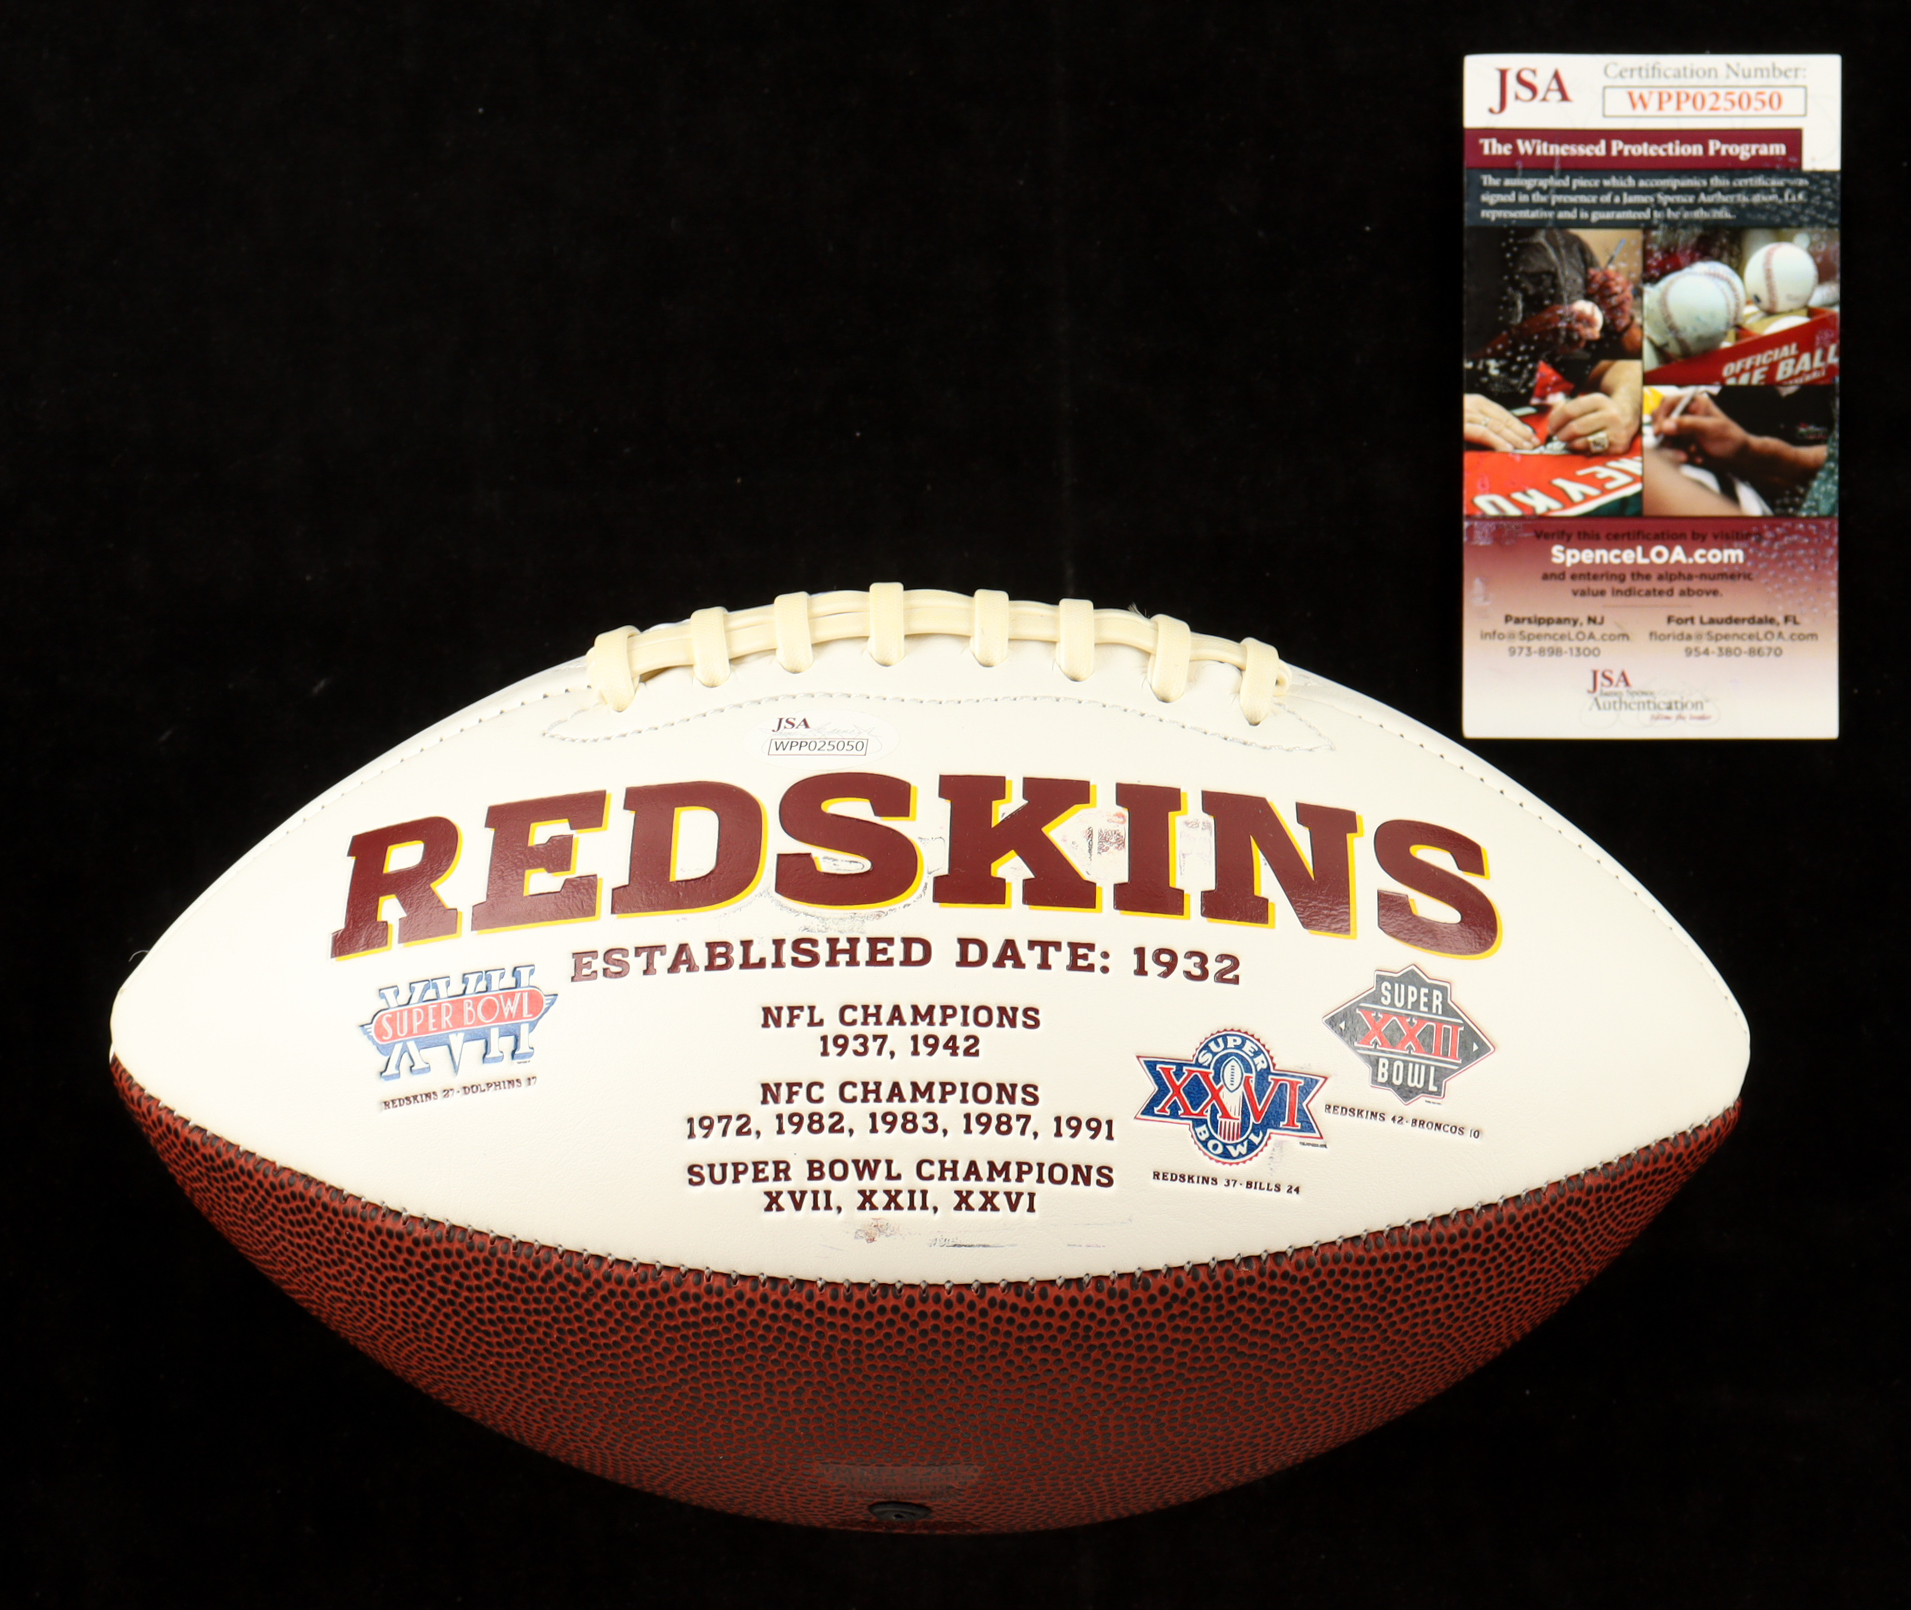 JSA
Certification Number:
WPP025050
The Witnessed Protection Program
The autographed piece which accompanies this certificate was
signed in the presence of a James Spence Authentication, LLC
representative and is guaranteed to be authentic.
OFFICIAL
ME BALL
Verify this certification by visiting
SpenceLOA.com
and entering the alpha-numeric
value indicated above.
Parsippany, NJ
info@SpenceLOA.com
973-898-1300
Fort Lauderdale, FL
florida@SpenceLOA.com
954-380-8670
JSA
James Spence
Authentication
JSA
WPP025050
REDSKINS
ESTABLISHED DATE: 1932
XVII
SUPER BOWL
REDSKINS 27-DOLPHINS 17
NFL CHAMPIONS
1937, 1942
NFC CHAMPIONS
1972, 1982, 1983, 1987, 1991
SUPER BOWL CHAMPIONS
XVII, XXII, XXVI
SUPER
XXVI
BOWL
REDSKINS 37-BILLS 24
SUPER
XXII
BOWL
REDSKINS 42-BRONCOS 10